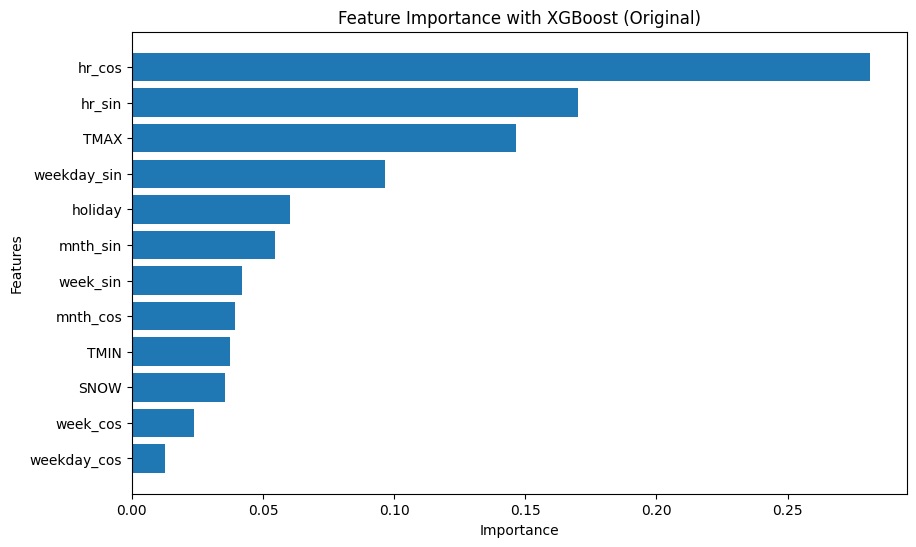 Feature Importance with XGBoost (Original)
Features
hr_cos
hr_sin
TMAX
weekday_sin
holiday
mnth_sin
week_sin
mnth_cos
TMIN
SNOW
week_cos
weekday_cos
0.00 0.05 0.10 0.15 0.20 0.25
Importance